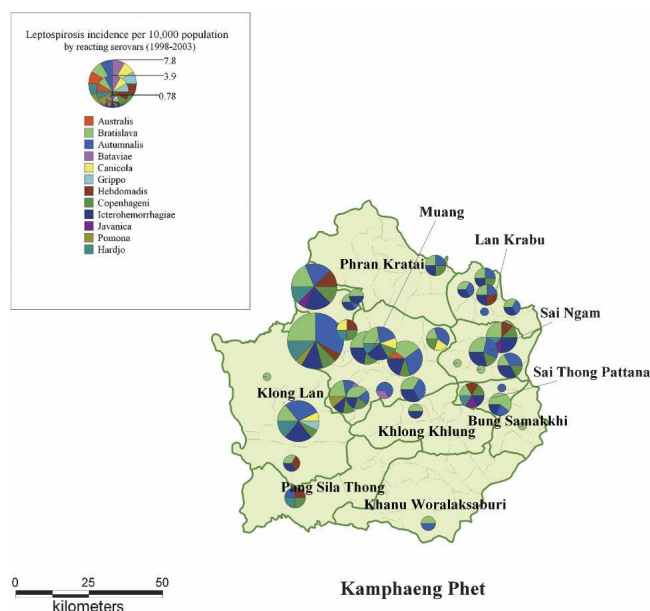 Leptospirosis incidence per 10,000 population
by reacting serovars (1998-2003)
7.8
3.9
0.78
Australis
Bratislava
Autumnalis
Bataviae
Canicola
Grippo
Hebdomadis
Copenhageni
Icterohemorrhagiae
Javanica
Pomona
Hardjo
Muang
Lan Krabu
Phran Kratai
Sai Ngam
Sai Thong Pattana
Klong Lan
Bung Samakkhi
Khlong Khlung
Pang Sila Thong
Khanu Woralaksaburi
0 25 50
kilometers
Kamphaeng Phet